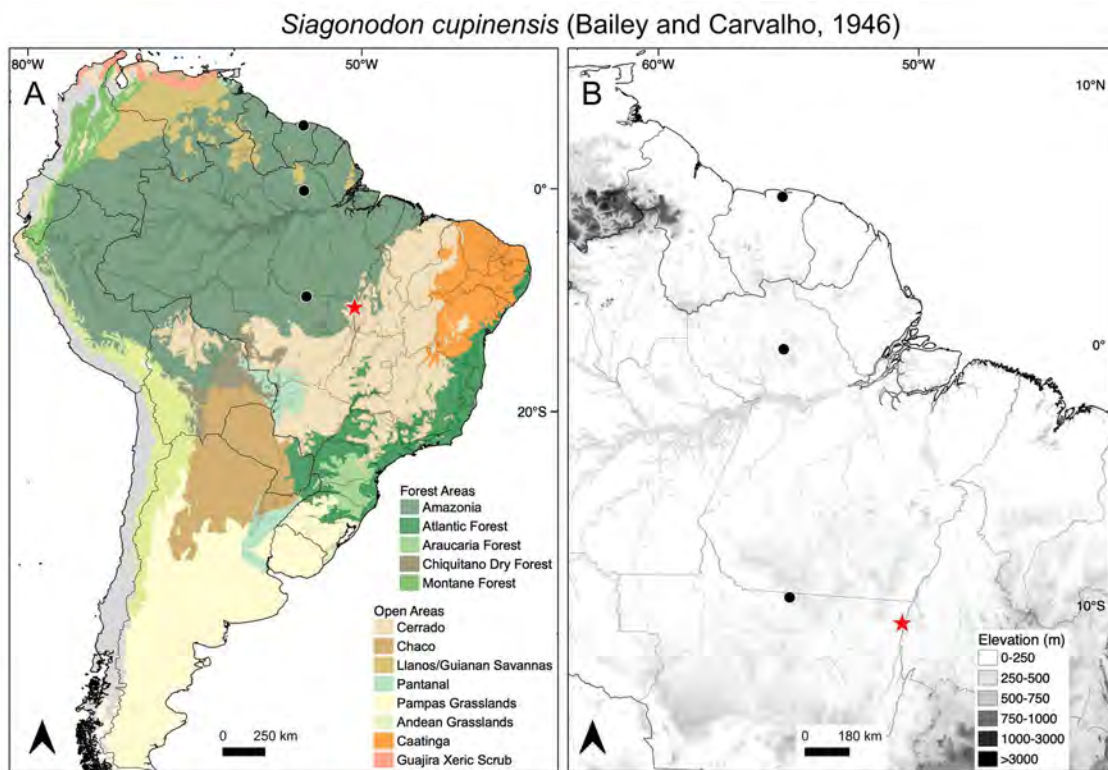 Siagonodon cupinensis (Bailey and Carvalho, 1946)
80°W
50°W
A
0°
20°S
Forest Areas
Amazonia
Atlantic Forest
Araucaria Forest
Chiquitano Dry Forest
Montane Forest
Open Areas
Cerrado
Chaco
Llanos/Guianan Savannas
Pantanal
Pampas Grasslands
Andean Grasslands
Caatinga
Guajira Xeric Scrub
0 250 km
60°W
50°W
B
10°N
0°
10°S
Elevation (m)
0-250
250-500
500-750
750-1000
1000-3000
>3000
0 180 km